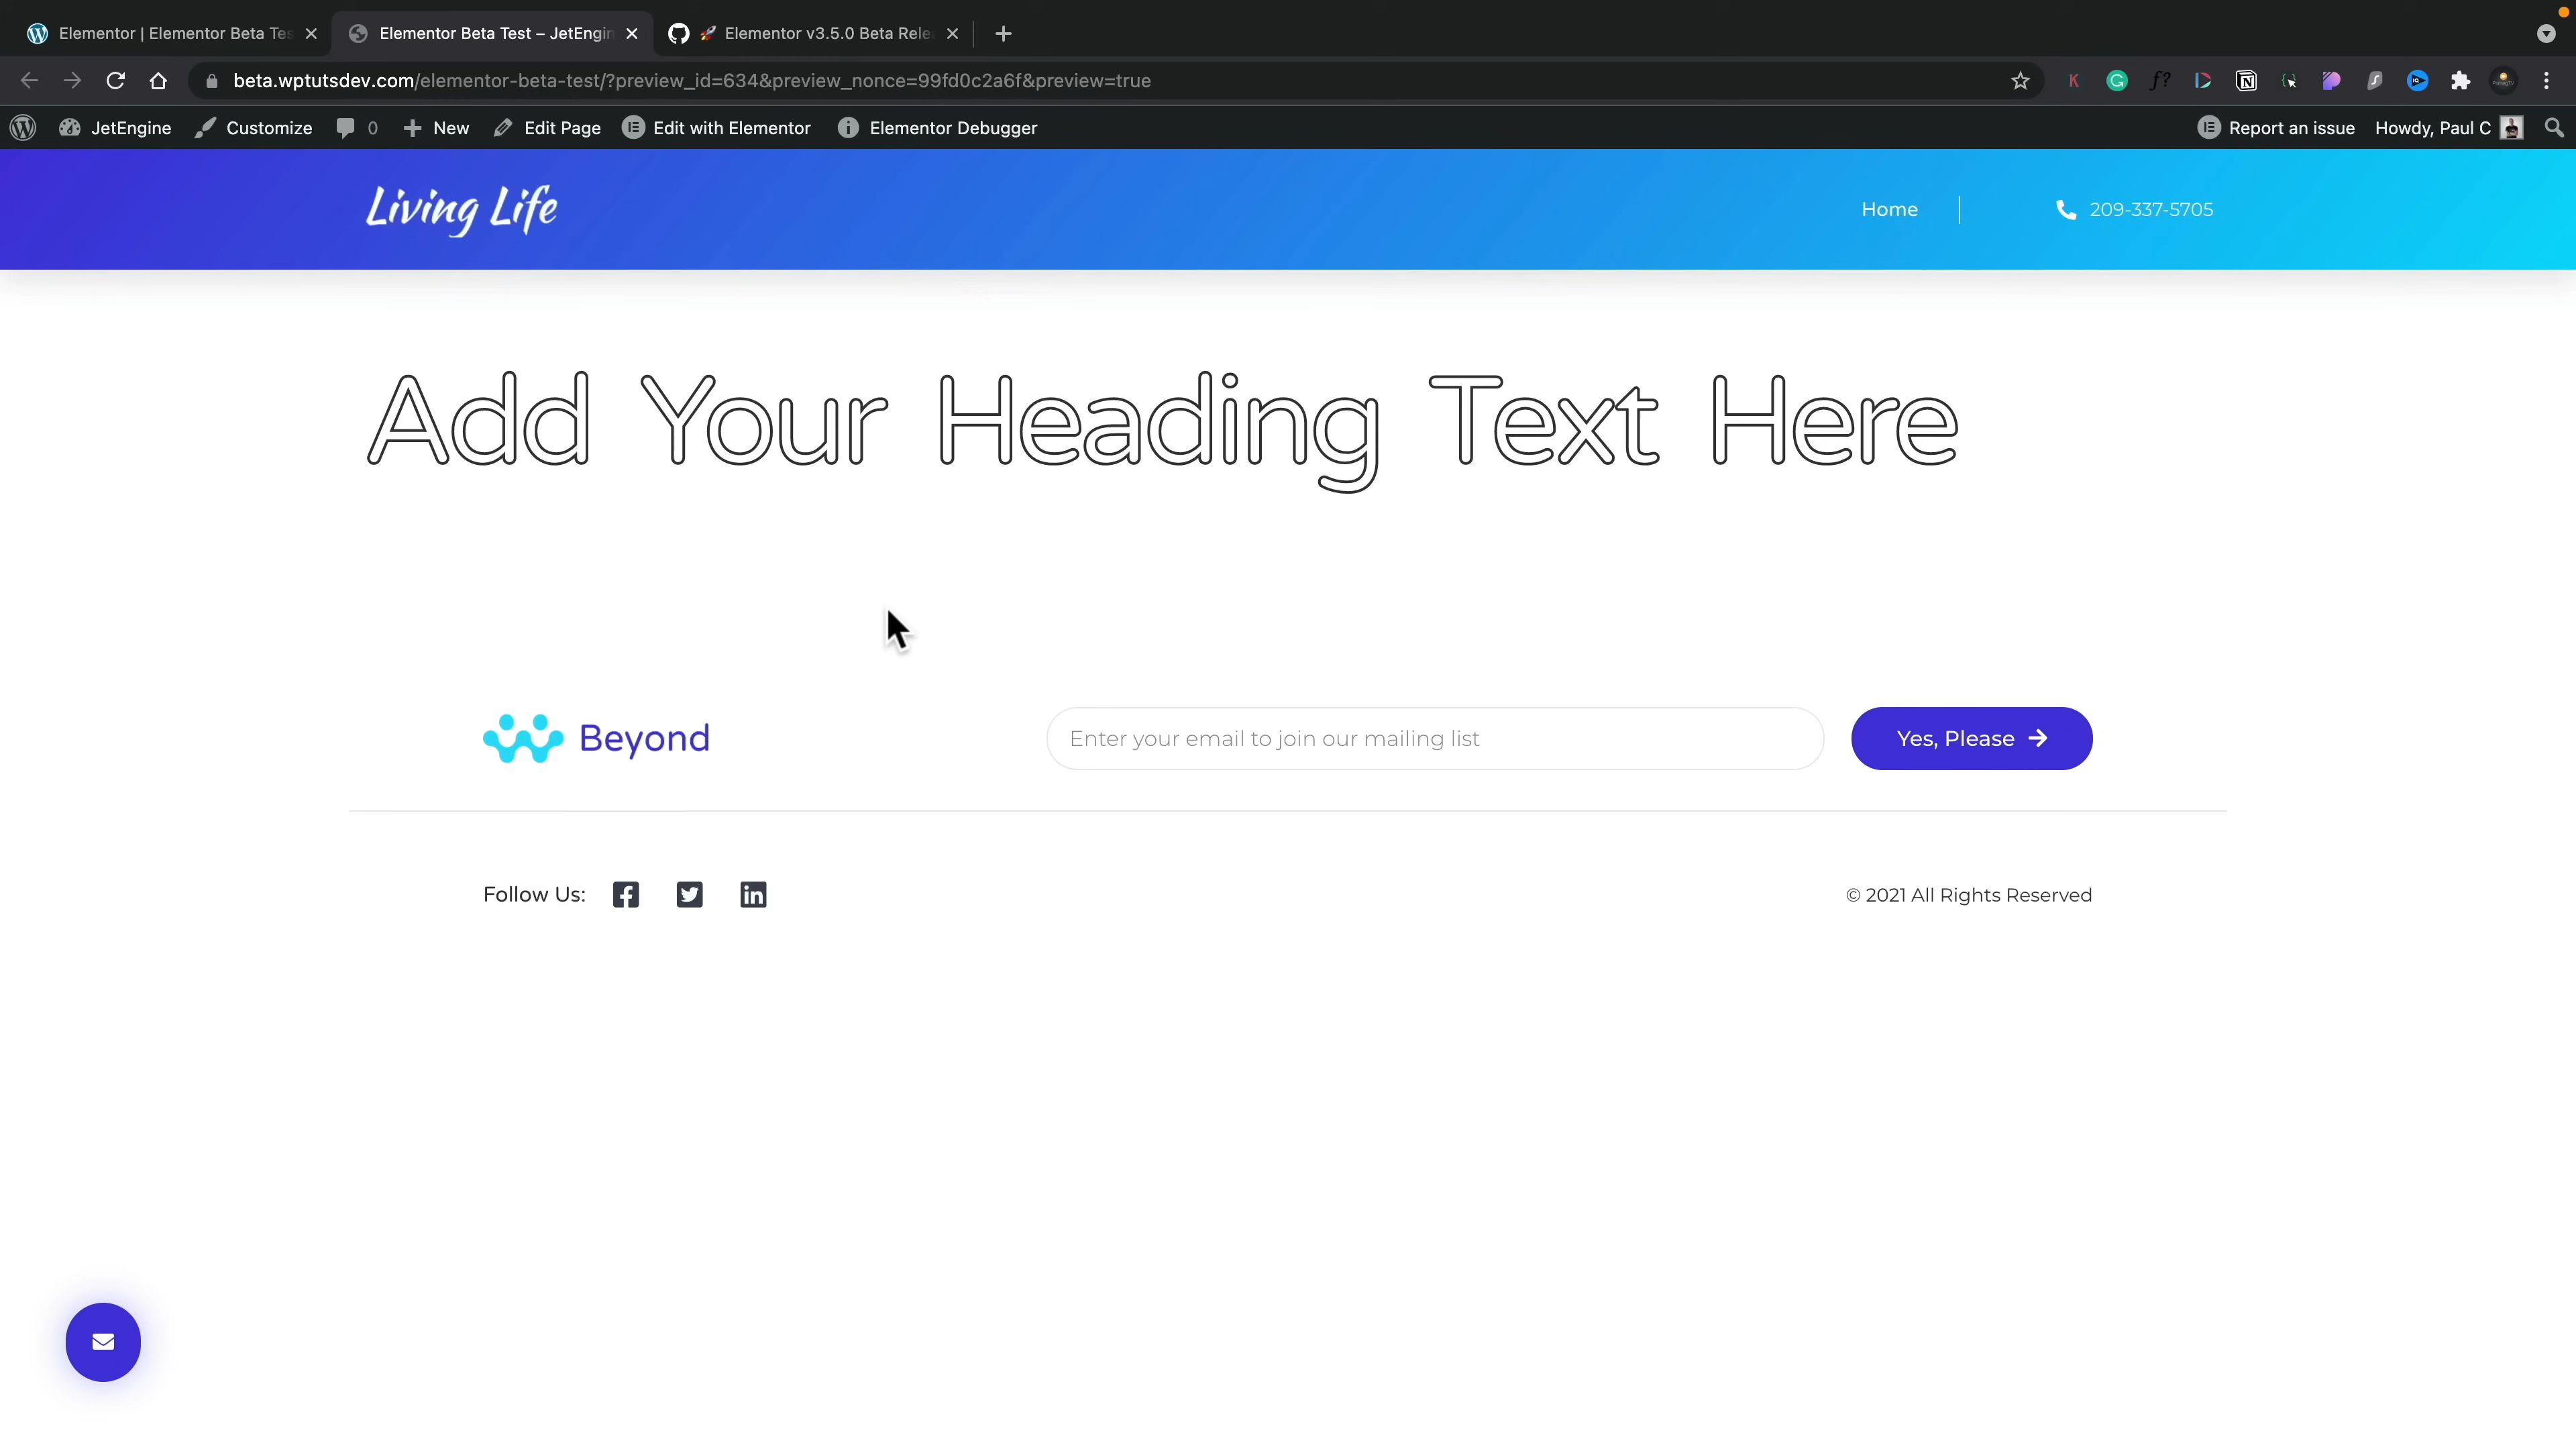 Elementor | Elementor Beta Tes
Elementor Beta Test – JetEngin
🚀 Elementor v3.5.0 Beta Rele
beta.wptutsdev.com/elementor-beta-test/?preview_id=634&preview_nonce=99fd0c2a6f&preview=true
JetEngine Customize 0 New Edit Page Edit with Elementor Elementor Debugger Report an issue Howdy, Paul C
Living Life
Home
209-337-5705
Add Your Heading Text Here
Beyond
Enter your email to join our mailing list
Yes, Please
Follow Us:
© 2021 All Rights Reserved